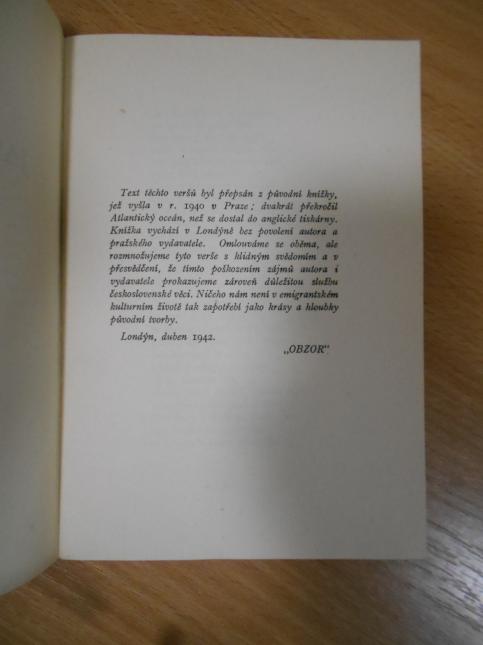 Text těchto veršů byl přepsán z původní knížky,
jež vyšla v r. 1940 v Praze; dvakrát překročil
Atlantický oceán, než se dostal do anglické tiskárny.
Knížka vychází v Londýně bez povolení autora a
pražského vydavatele. Omlouváme se oběma, ale
rozmnožujeme tyto verše s klidným svědomím a v
přesvědčení, že tímto poškozením zájmů autora i
vydavatele prokazujeme zároveň důležitou službu
československé věci. Ničeho nám není v emigrantském
kulturním životě tak zapotřebí jako krásy a hloubky
původní tvorby.
Londýn, duben 1942.
„OBZOR“